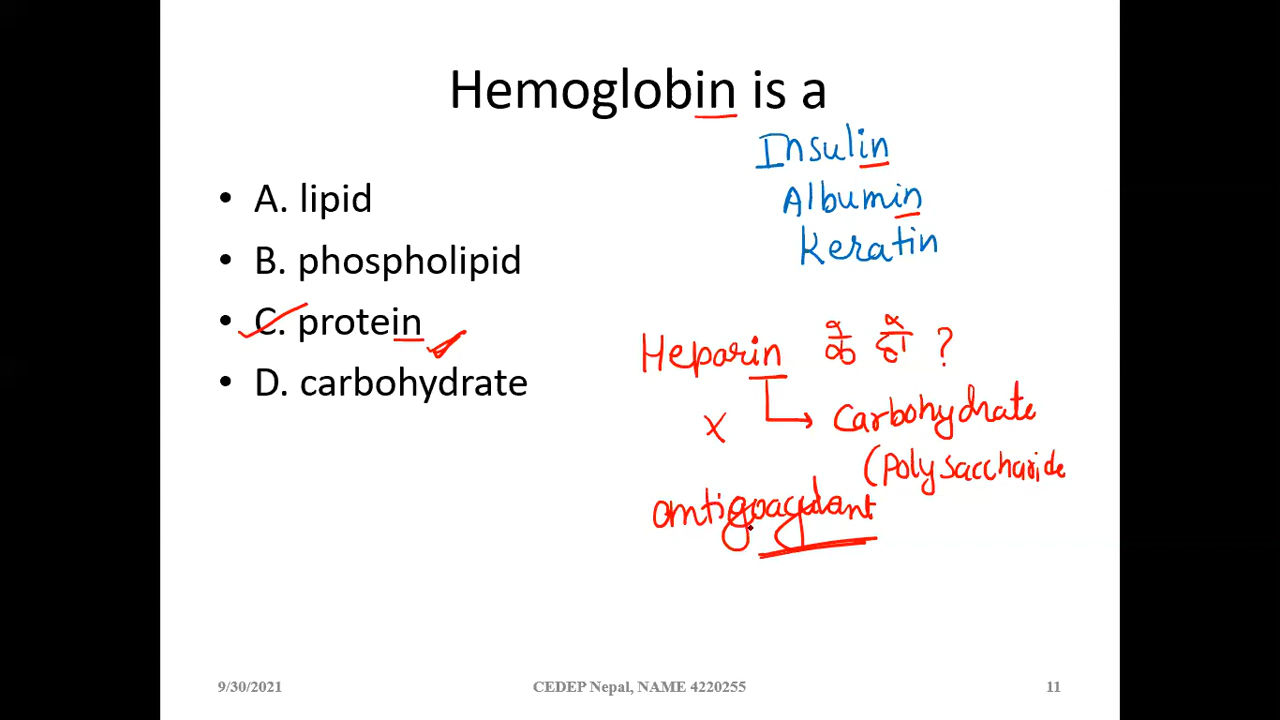 Hemoglobin is a
Insulin
Albumin
Keratin
• A. lipid
• B. phospholipid
• C. protein
• D. carbohydrate
Heparin के हो ?
x
Carbohydrate
(Polysaccharide
antigoagulant
9/30/2021
CEDEP Nepal, NAME 4220255
11